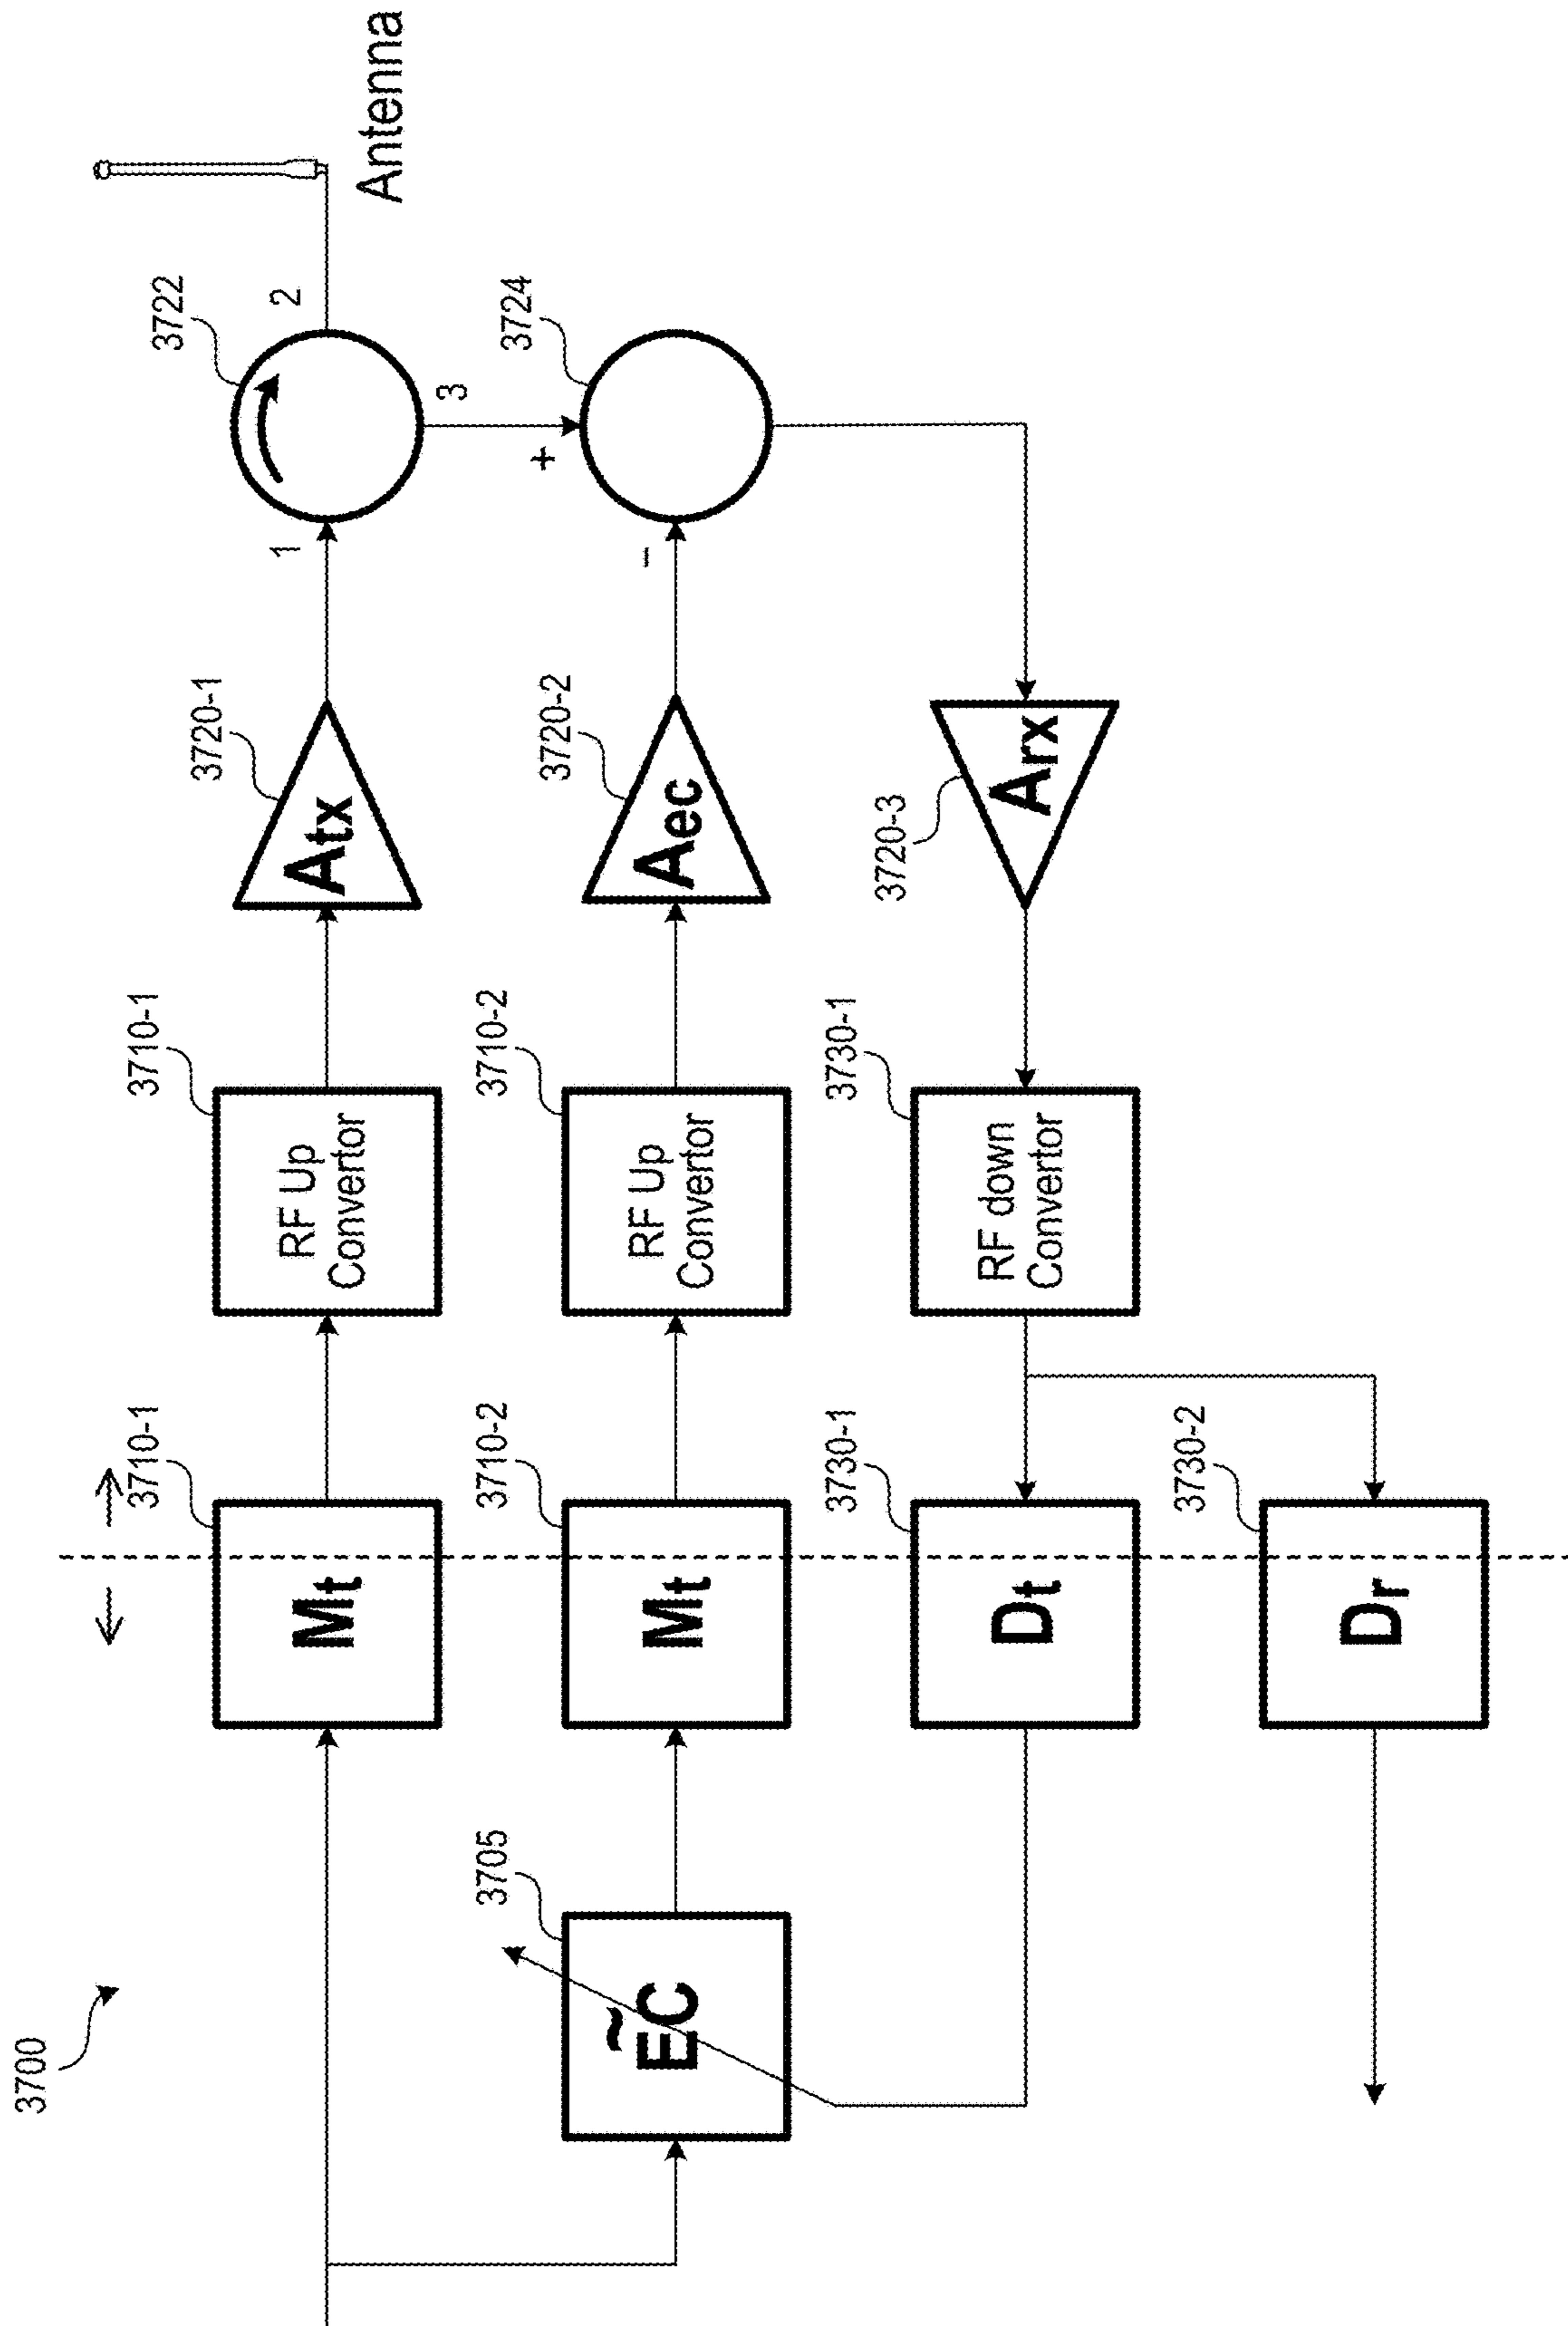 3700
3710-1
Mt
3710-1
RF Up
Convertor
3720-1
Atx
3722
1
2
3
Antenna
3705
ẼC
3710-2
Mt
3710-2
RF Up
Convertor
3720-2
Aec
3724
+
-
3730-1
Dt
3730-1
RF down
Convertor
3720-3
Arx
3730-2
Dr